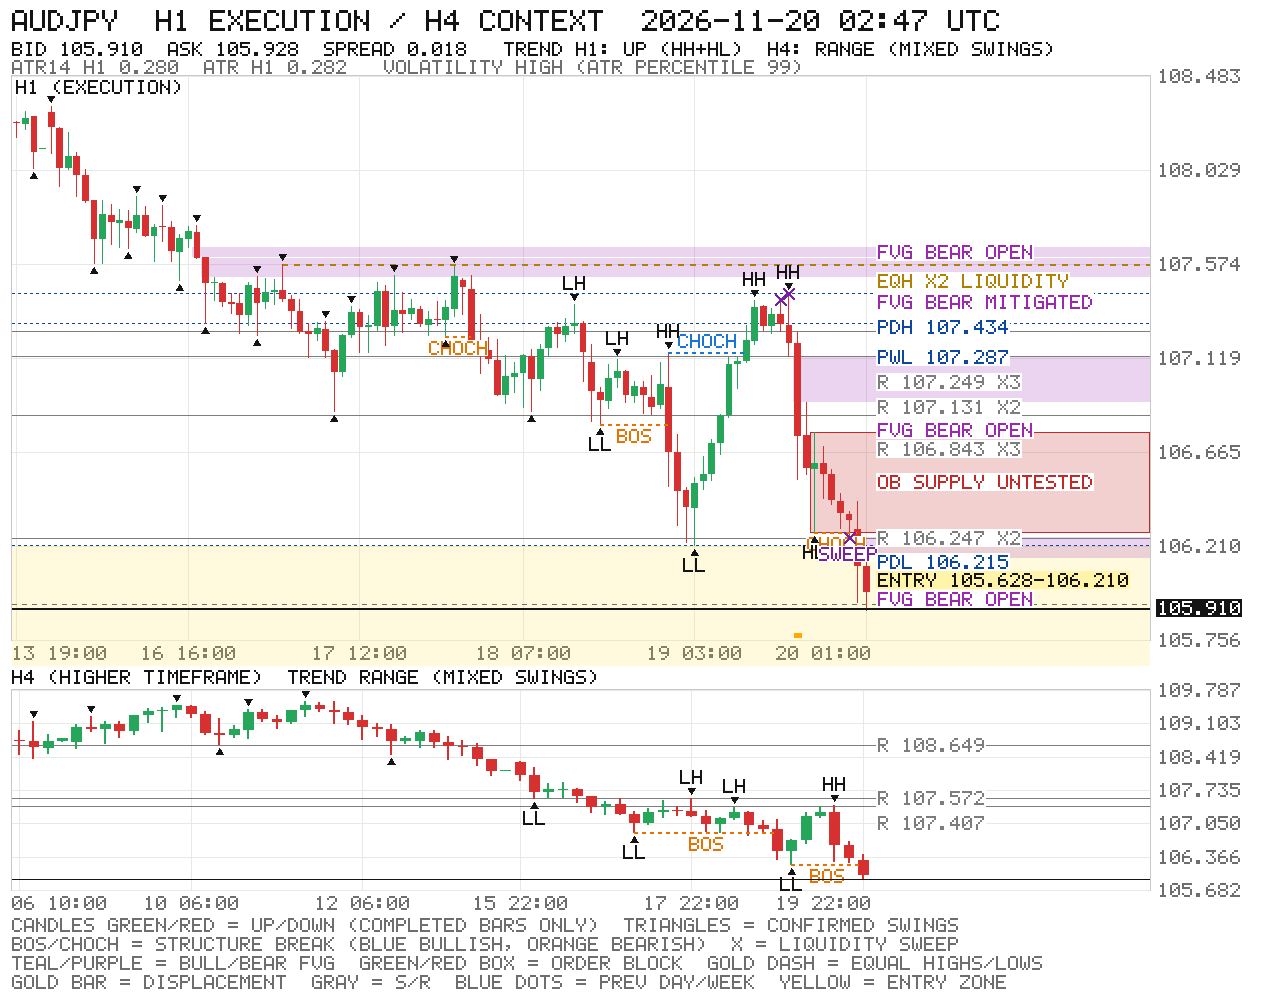 AUDJPY  H1 EXECUTION / H4 CONTEXT  2026-11-20 02:47 UTC
BID 105.910  ASK 105.928  SPREAD 0.018   TREND H1: UP (HH+HL)  H4: RANGE (MIXED SWINGS)
ATR14 H1 0.280  ATR H1 0.282   VOLATILITY HIGH (ATR PERCENTILE 99)
H1 (EXECUTION)
108.483
108.029
FVG BEAR OPEN
107.574
HH
HH
EQH X2 LIQUIDITY
LH
FVG BEAR MITIGATED
PDH 107.434
LH
HH
CHOCH
CHOCH
PWL 107.287
107.119
R 107.249 X3
R 107.131 X2
FVG BEAR OPEN
BOS
LL
R 106.843 X3
106.665
OB SUPPLY UNTESTED
R 106.247 X2
CHOCH
106.210
HL
SWEEP
LL
PDL 106.215
ENTRY 105.628-106.210
FVG BEAR OPEN
105.910
105.756
13 19:00  16 16:00  17 12:00  18 07:00  19 03:00  20 01:00
H4 (HIGHER TIMEFRAME)  TREND RANGE (MIXED SWINGS)
109.787
109.103
R 108.649
108.419
LH
LH
HH
107.735
R 107.572
LL
R 107.407
107.050
BOS
LL
106.366
BOS
LL
105.682
06 10:00  10 06:00  12 06:00  15 22:00  17 22:00  19 22:00
CANDLES GREEN/RED = UP/DOWN (COMPLETED BARS ONLY)  TRIANGLES = CONFIRMED SWINGS
BOS/CHOCH = STRUCTURE BREAK (BLUE BULLISH, ORANGE BEARISH)  X = LIQUIDITY SWEEP
TEAL/PURPLE = BULL/BEAR FVG  GREEN/RED BOX = ORDER BLOCK  GOLD DASH = EQUAL HIGHS/LOWS
GOLD BAR = DISPLACEMENT  GRAY = S/R  BLUE DOTS = PREV DAY/WEEK  YELLOW = ENTRY ZONE